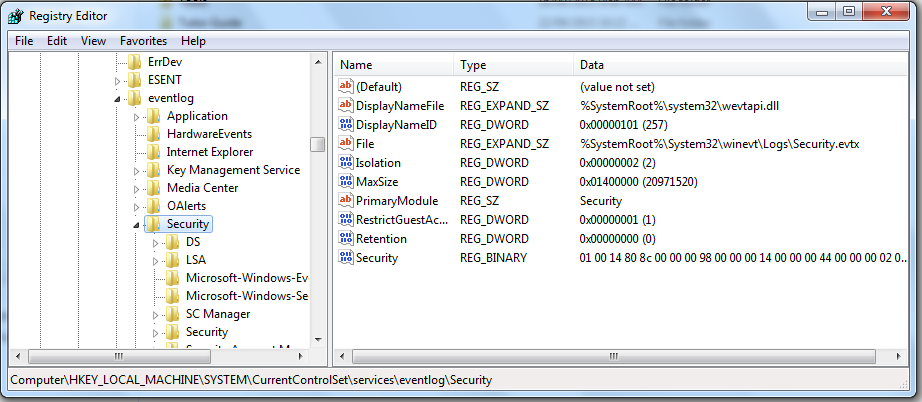 Registry Editor
File Edit View Favorites Help
ErrDev
ESENT
eventlog
Application
HardwareEvents
Internet Explorer
Key Management Service
Media Center
OAlerts
Security
DS
LSA
Microsoft-Windows-Ev
Microsoft-Windows-Se
SC Manager
Security
Name Type Data
(Default) REG_SZ (value not set)
DisplayNameFile REG_EXPAND_SZ %SystemRoot%\system32\wevtapi.dll
DisplayNameID REG_DWORD 0x00000101 (257)
File REG_EXPAND_SZ %SystemRoot%\System32\winevt\Logs\Security.evtx
Isolation REG_DWORD 0x00000002 (2)
MaxSize REG_DWORD 0x01400000 (20971520)
PrimaryModule REG_SZ Security
RestrictGuestAc... REG_DWORD 0x00000001 (1)
Retention REG_DWORD 0x00000000 (0)
Security REG_BINARY 01 00 14 80 8c 00 00 00 98 00 00 00 14 00 00 00 44 00 00 00 02 0...
Computer\HKEY_LOCAL_MACHINE\SYSTEM\CurrentControlSet\services\eventlog\Security